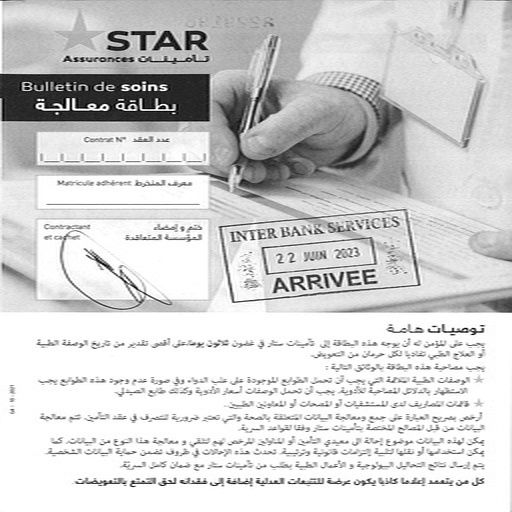 STAR
Assurances تأمينات
Bulletin de soins
بطاقة معالجة
Contrat N° عدد العقد
Matricule adhérent معرف المنخرط
Contractant ختم و إمضاء
et cachet المؤسسة المتعاقدة
INTER BANK SERVICES
22 JUIN 2023
ARRIVEE
توصيات هامة
يجب على المؤمن له أن يوجه هذه البطاقة إلى تأمينات ستار في غضون ثلاثون يوما،على أقصى تقدير من تاريخ الوصفة الطبية
أو العلاج الطبي تفاديا لكل حرمان من التعويض.
يجب مصاحبة هذه البطاقة بالوثائق التالية :
الوصفات الطبية الملائمة التي يجب أن تحمل الطوابع الموجودة على علب الدواء وفي صورة عدم وجود هذه الطوابع يجب
الاستظهار بالدلائل المصاحبة للأدوية. يجب أن تحمل الوصفات أسعار الأدوية وكذلك طابع الصيدلي.
قائمات المصاريف لدى المستشفيات أو المصحات أو المعاونين الطبيين.
أرخص بصريح العبارة على جمع ومعالجة البيانات المتعلقة بالصحة والتي تعتبر ضرورية للتصرف في عقد التأمين. تتم معالجة
البيانات من قبل المصالح المختصة بتأمينات ستار وفقا لقواعد السرية.
يمكن لهذه البيانات موضوع إحالة إلى معيدي التأمين أو المناولين المرخص لهم لتلقي و معالجة هذا النوع من البيانات. كما
يمكن استخدامها أو نقلها لتلبية إلتزامات قانونية وترتيبية. تحدث هذه الإحالات في ظروف تضمن حماية البيانات الشخصية.
يتم إرسال نتائج التحاليل البيولوجية و الأعمال الطبية بطلب من تأمينات ستار مع ضمان كامل السرية.
كل من يتعمد إعلاما كاذبا يكون عرضة للتتبعات العدلية إضافة إلى فقدانه لحق التمتع بالتعويضات.